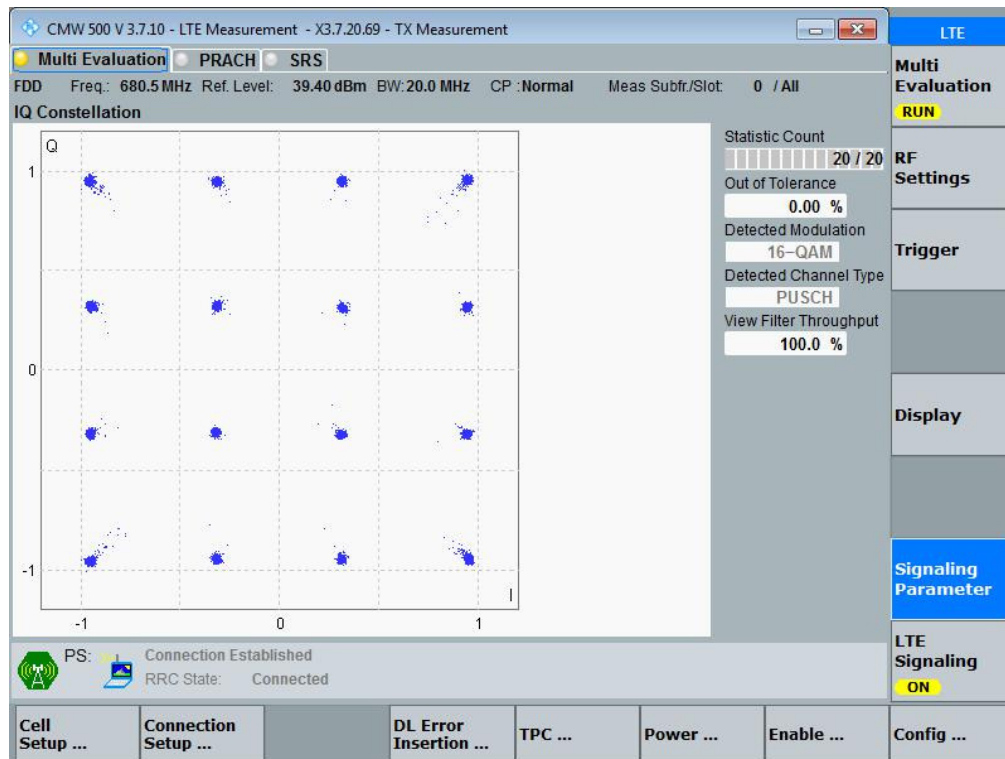 CMW 500 V 3.7.10 - LTE Measurement - X3.7.20.69 - TX Measurement
LTE
Multi Evaluation PRACH SRS
FDD Freq.: 680.5 MHz Ref. Level: 39.40 dBm BW: 20.0 MHz CP : Normal Meas Subfr./Slot: 0 / All
IQ Constellation
Q
1
0
-1
-1 0 1
I
Statistic Count
20 / 20
Out of Tolerance
0.00 %
Detected Modulation
16-QAM
Detected Channel Type
PUSCH
View Filter Throughput
100.0 %
Multi
Evaluation
RUN
RF
Settings
Trigger
Display
Signaling
Parameter
LTE
Signaling
ON
PS: Connection Established
RRC State: Connected
Cell
Setup ...
Connection
Setup ...
DL Error
Insertion ...
TPC ...
Power ...
Enable ...
Config ...